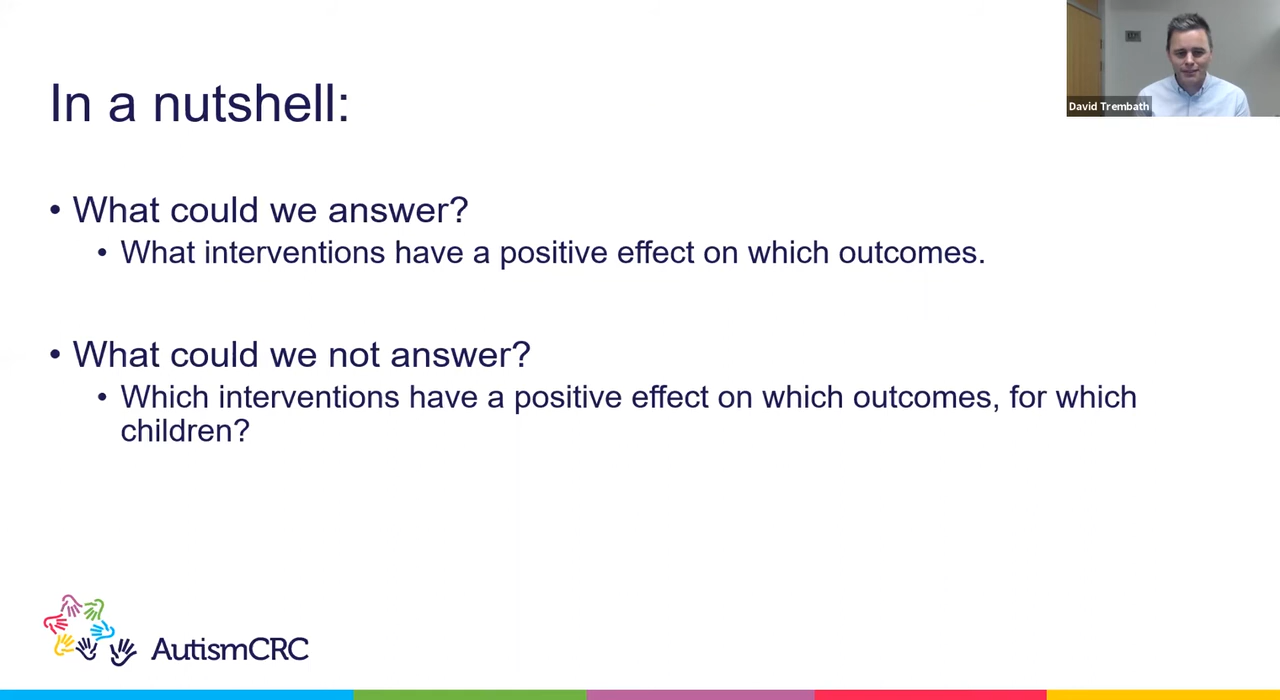 David Trembath
In a nutshell:
• What could we answer?
• What interventions have a positive effect on which outcomes.
• What could we not answer?
• Which interventions have a positive effect on which outcomes, for which
children?
AutismCRC